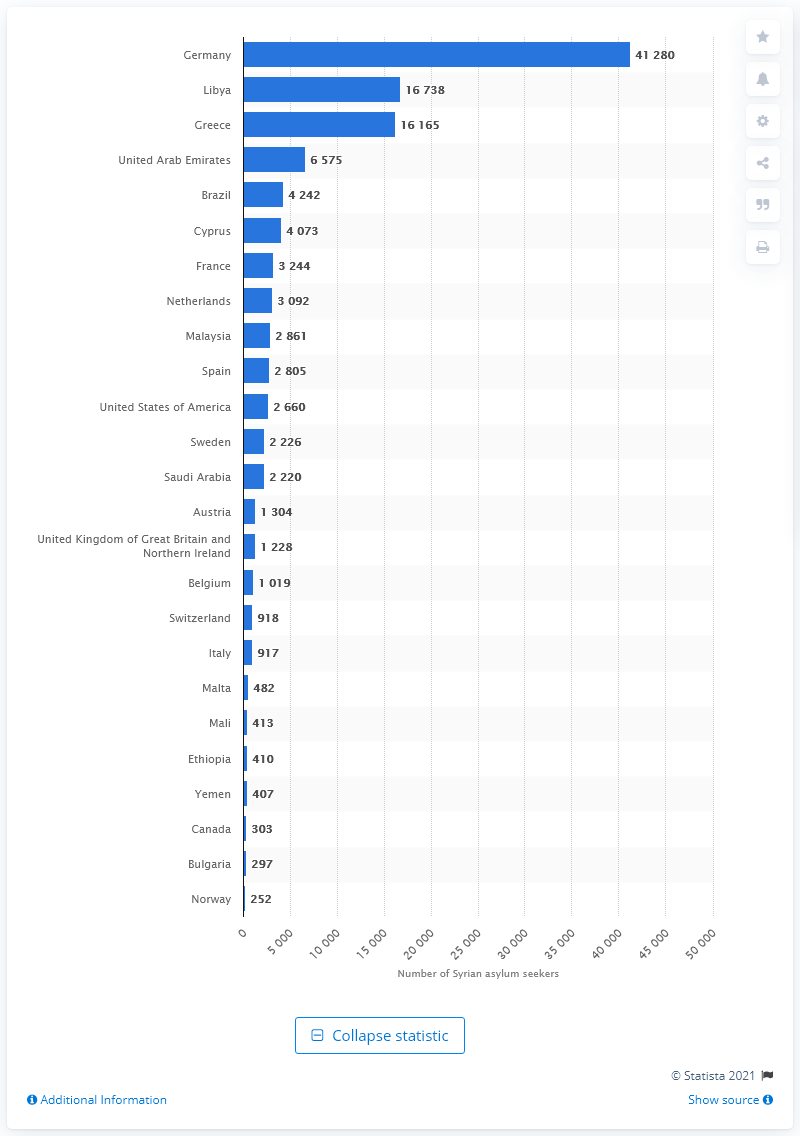 Germany 41 280
Libya 16 738
Greece 16 165
United Arab Emirates 6 575
Brazil 4 242
Cyprus 4 073
France 3 244
Netherlands 3 092
Malaysia 2 861
Spain 2 805
United States of America 2 660
Sweden 2 226
Saudi Arabia 2 220
Austria 1 304
United Kingdom of Great Britain and
Northern Ireland 1 228
Belgium 1 019
Switzerland 918
Italy 917
Malta 482
Mali 413
Ethiopia 410
Yemen 407
Canada 303
Bulgaria 297
Norway 252
0 5 000 10 000 15 000 20 000 25 000 30 000 35 000 40 000 45 000 50 000
Number of Syrian asylum seekers
Collapse statistic
© Statista 2021
Additional Information Show source